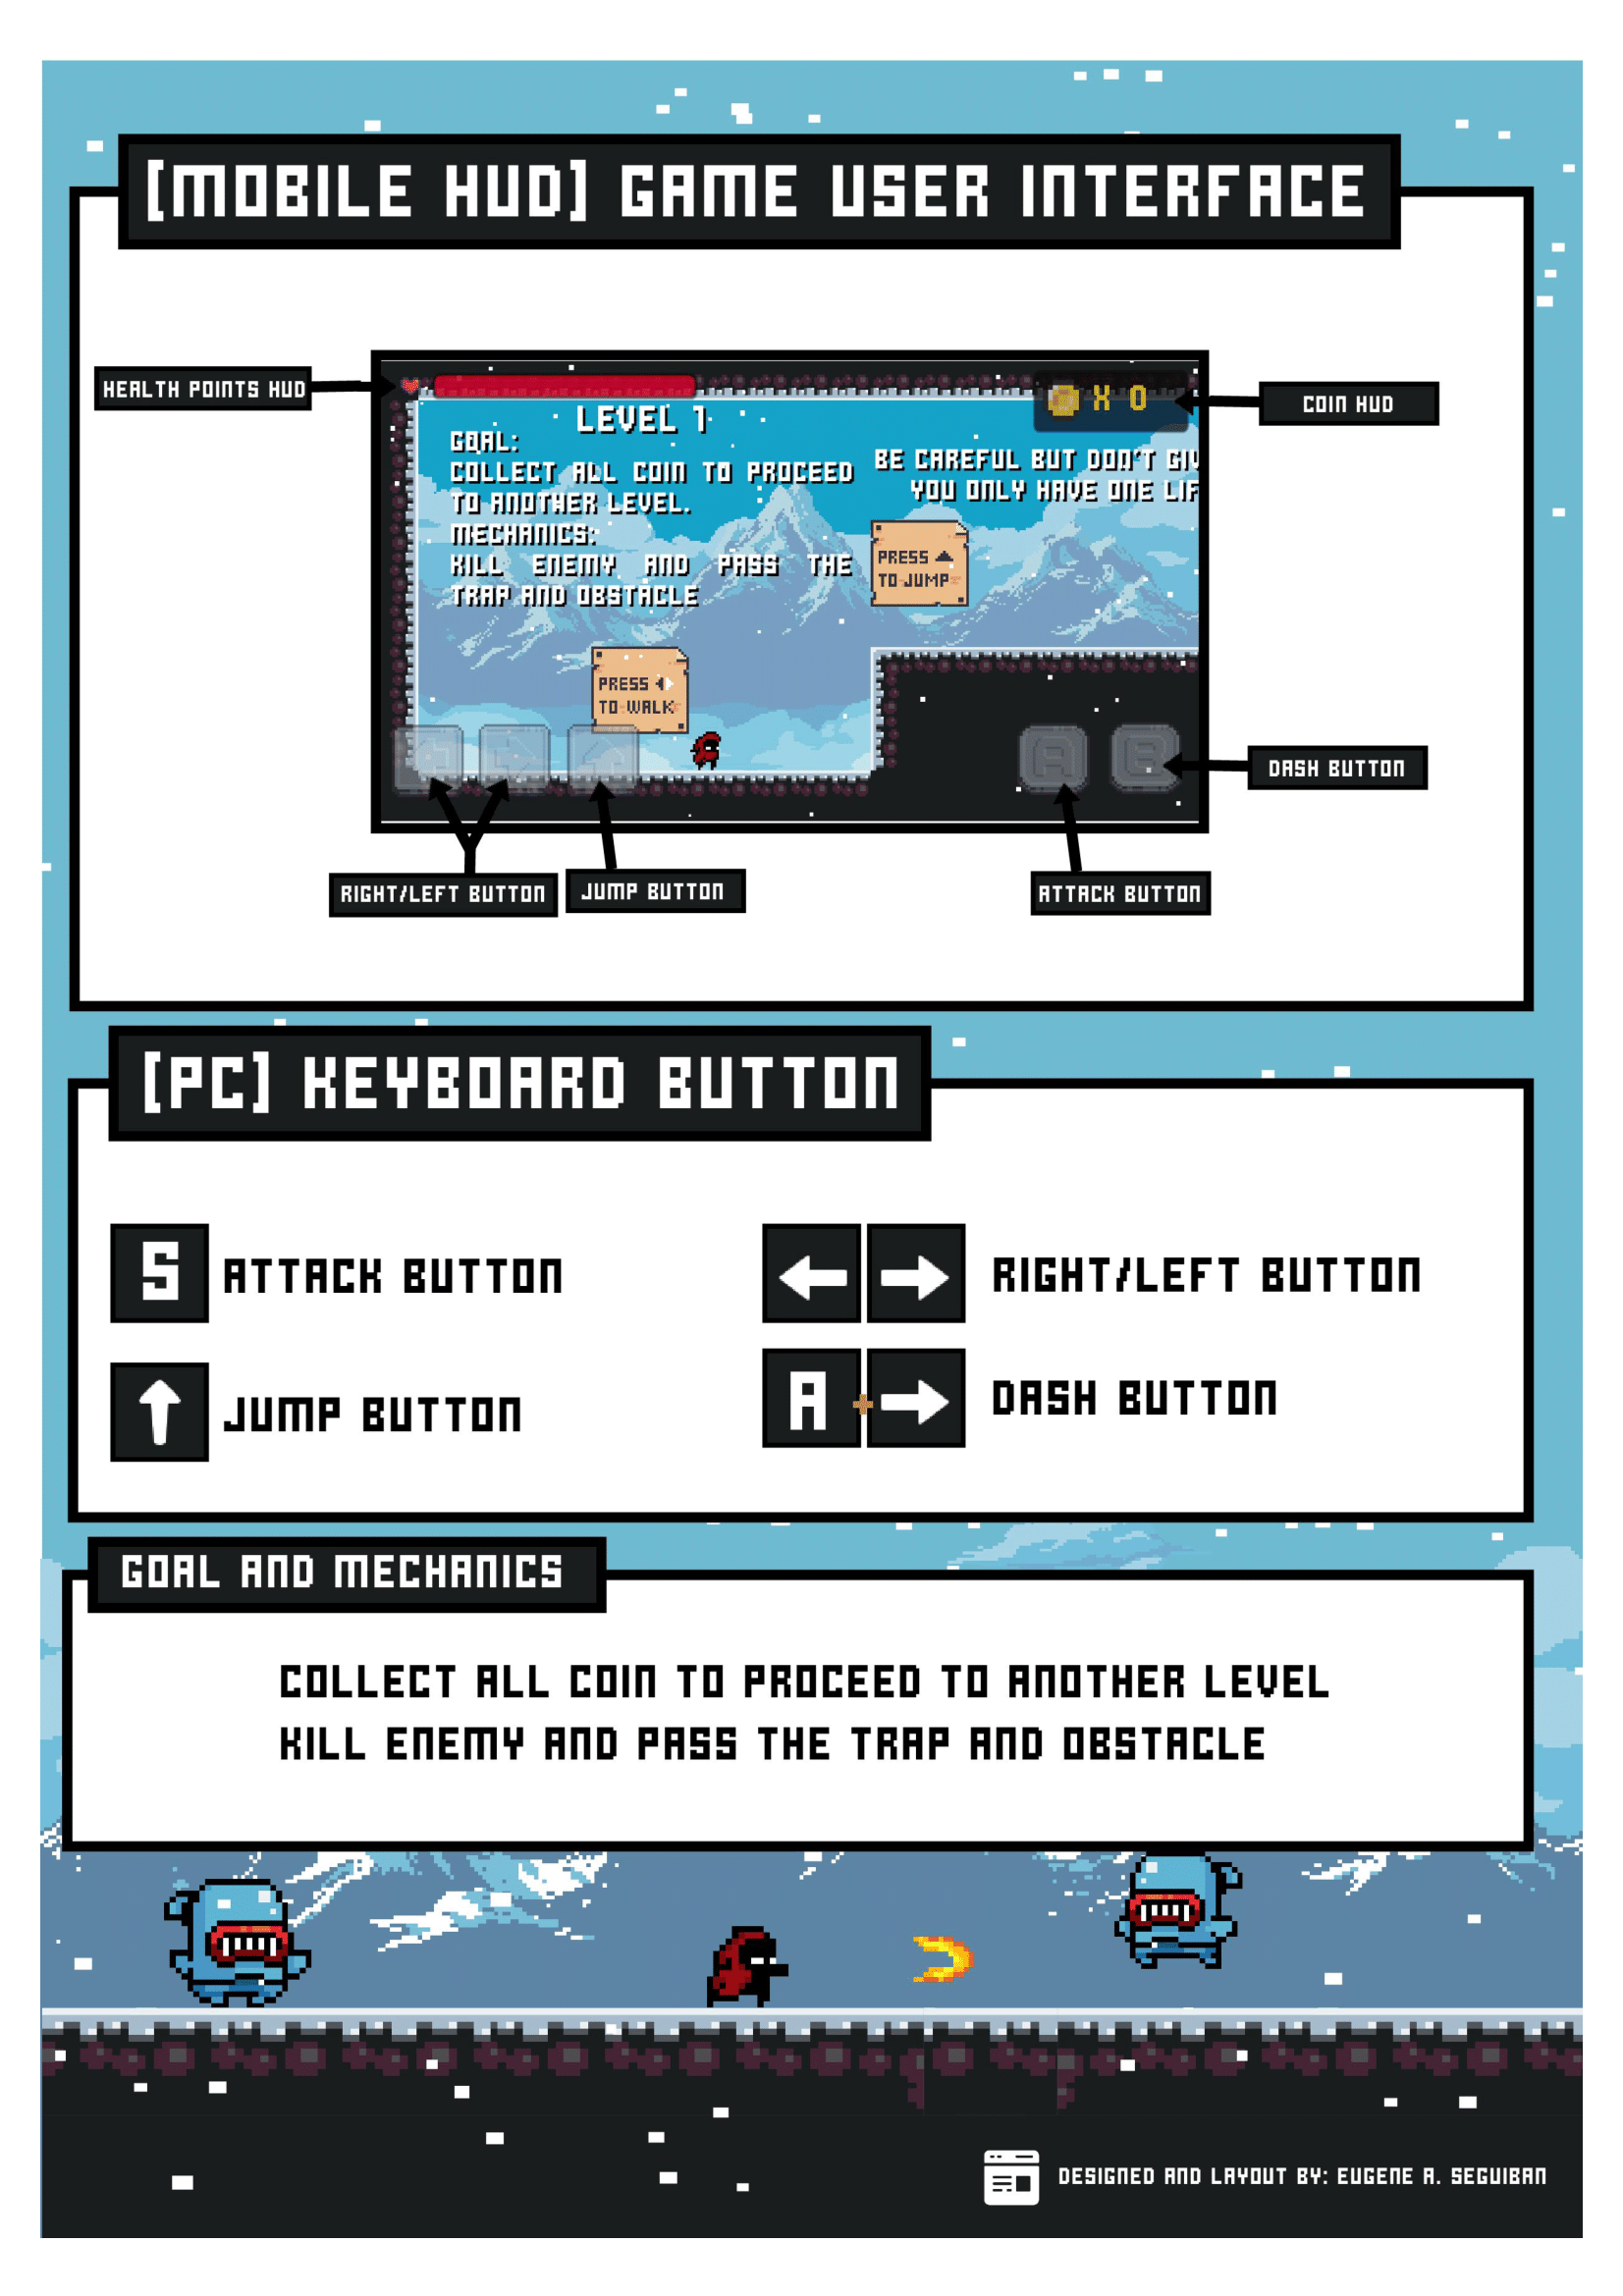 [MOBILE HUD] GAME USER INTERFACE
HEALTH POINTS HUD
X 0
COIN HUD
LEVEL 1
GOAL:
COLLECT ALL COIN TO PROCEED
TO ANOTHER LEVEL.
MECHANICS:
KILL ENEMY AND PASS THE
TRAP AND OBSTACLE
BE CAREFUL BUT DON'T GIV
YOU ONLY HAVE ONE LIF
PRESS
TO JUMP
PRESS
TO WALK
A B
DASH BUTTON
RIGHT/LEFT BUTTON
JUMP BUTTON
ATTACK BUTTON
[PC] KEYBOARD BUTTON
S ATTACK BUTTON
← → RIGHT/LEFT BUTTON
↑ JUMP BUTTON
A + → DASH BUTTON
GOAL AND MECHANICS
COLLECT ALL COIN TO PROCEED TO ANOTHER LEVEL
KILL ENEMY AND PASS THE TRAP AND OBSTACLE
DESIGNED AND LAYOUT BY: EUGENE A. SEGUIBAN